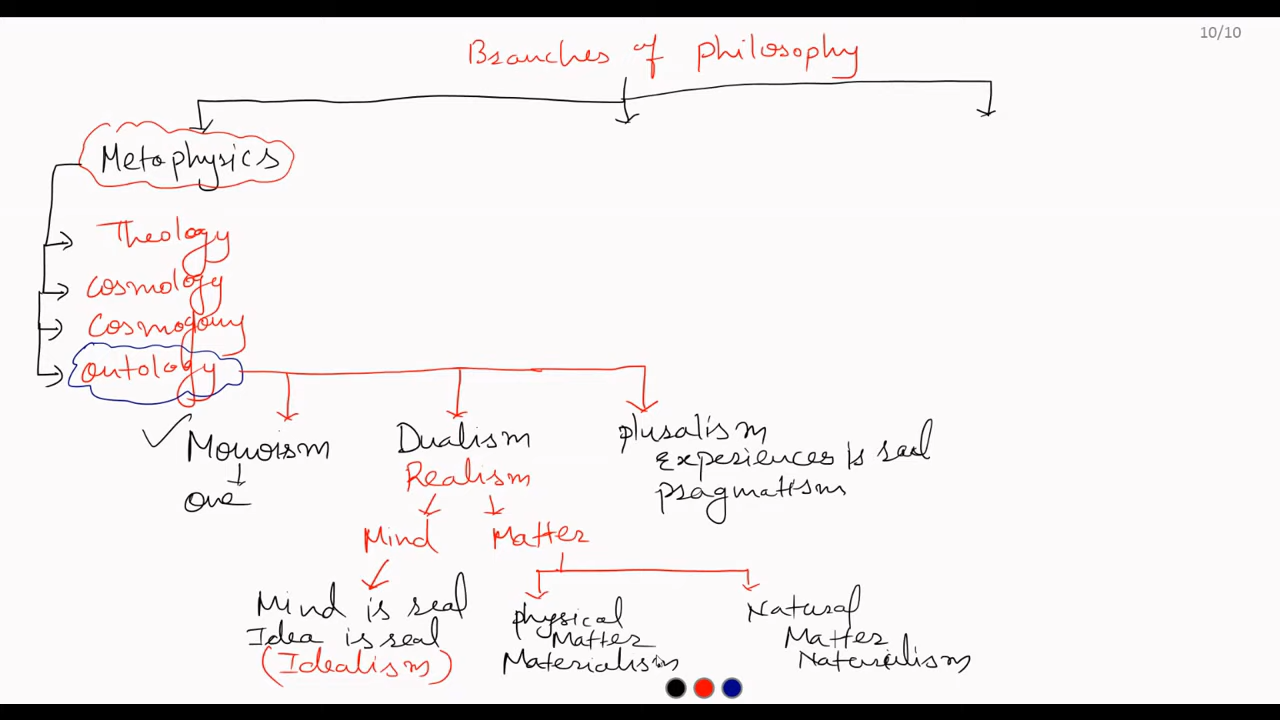 10/10
Branches of Philosophy
Metaphysics
Theology
Cosmology
Cosmogony
Ontology
Monoism
One
Dualism
Realism
Mind
Matter
Pluralism
Experiences is real
Pragmatism
Mind is real
Idea is real
(Idealism)
Physical
Matter
Materialism
Natural
Matter
Naturalism